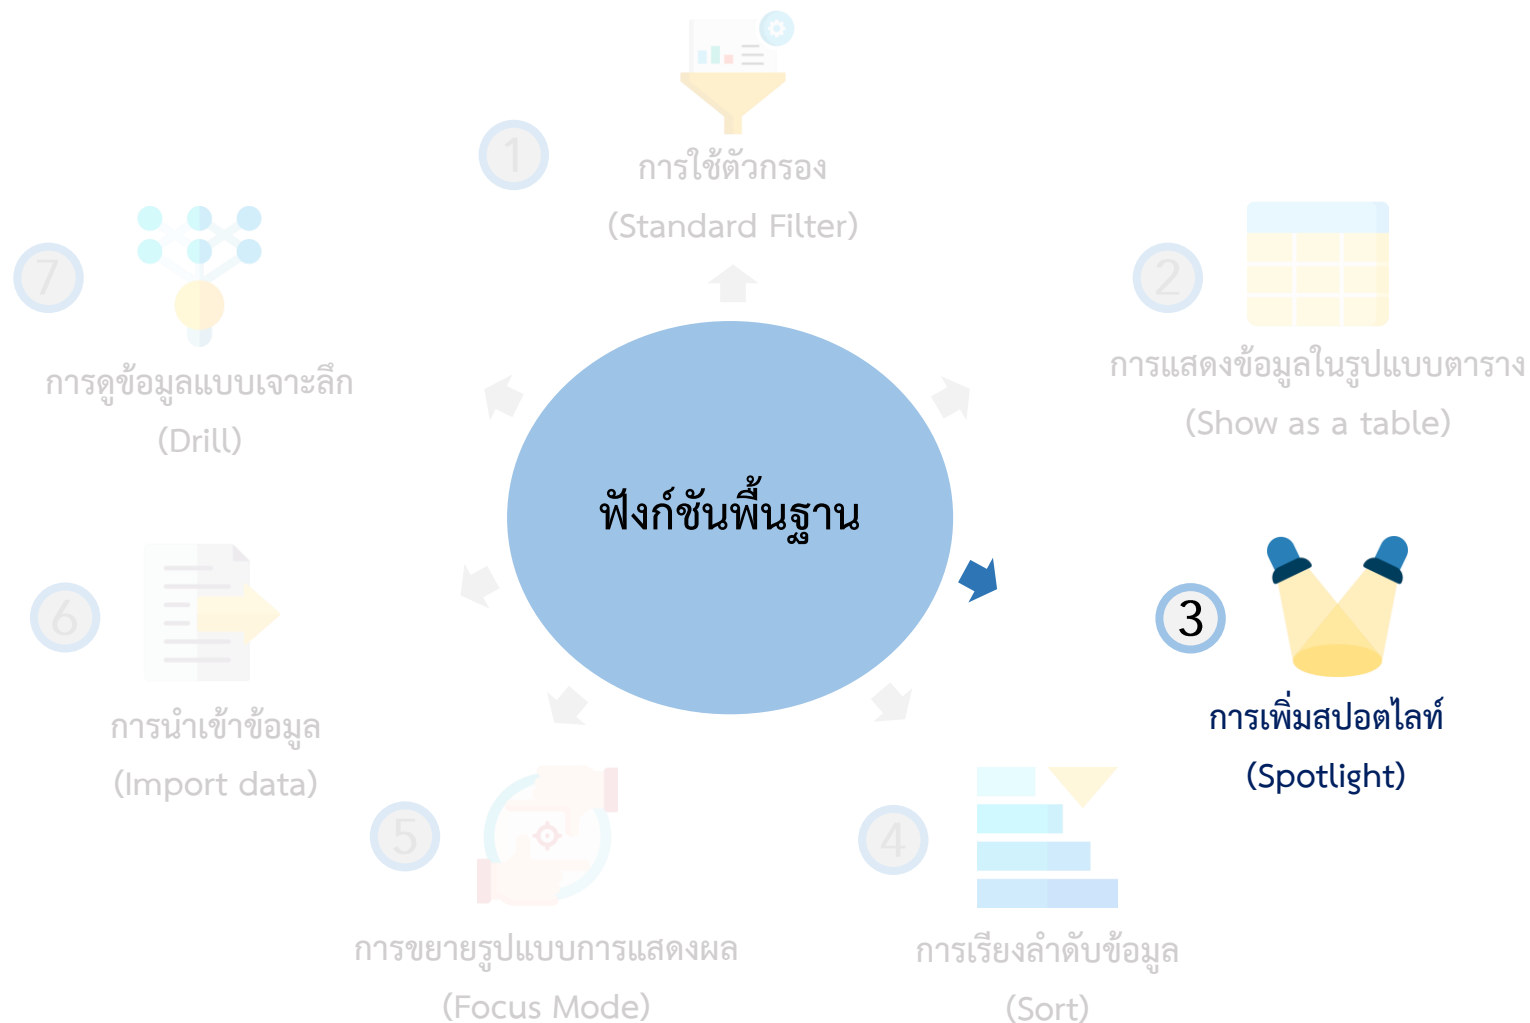 1
การใช้ตัวกรอง
(Standard Filter)
2
การแสดงข้อมูลในรูปแบบตาราง
(Show as a table)
3
การเพิ่มสปอตไลท์
(Spotlight)
4
การเรียงลำดับข้อมูล
(Sort)
5
การขยายรูปแบบการแสดงผล
(Focus Mode)
6
การนำเข้าข้อมูล
(Import data)
7
การดูข้อมูลแบบเจาะลึก
(Drill)
ฟังก์ชันพื้นฐาน